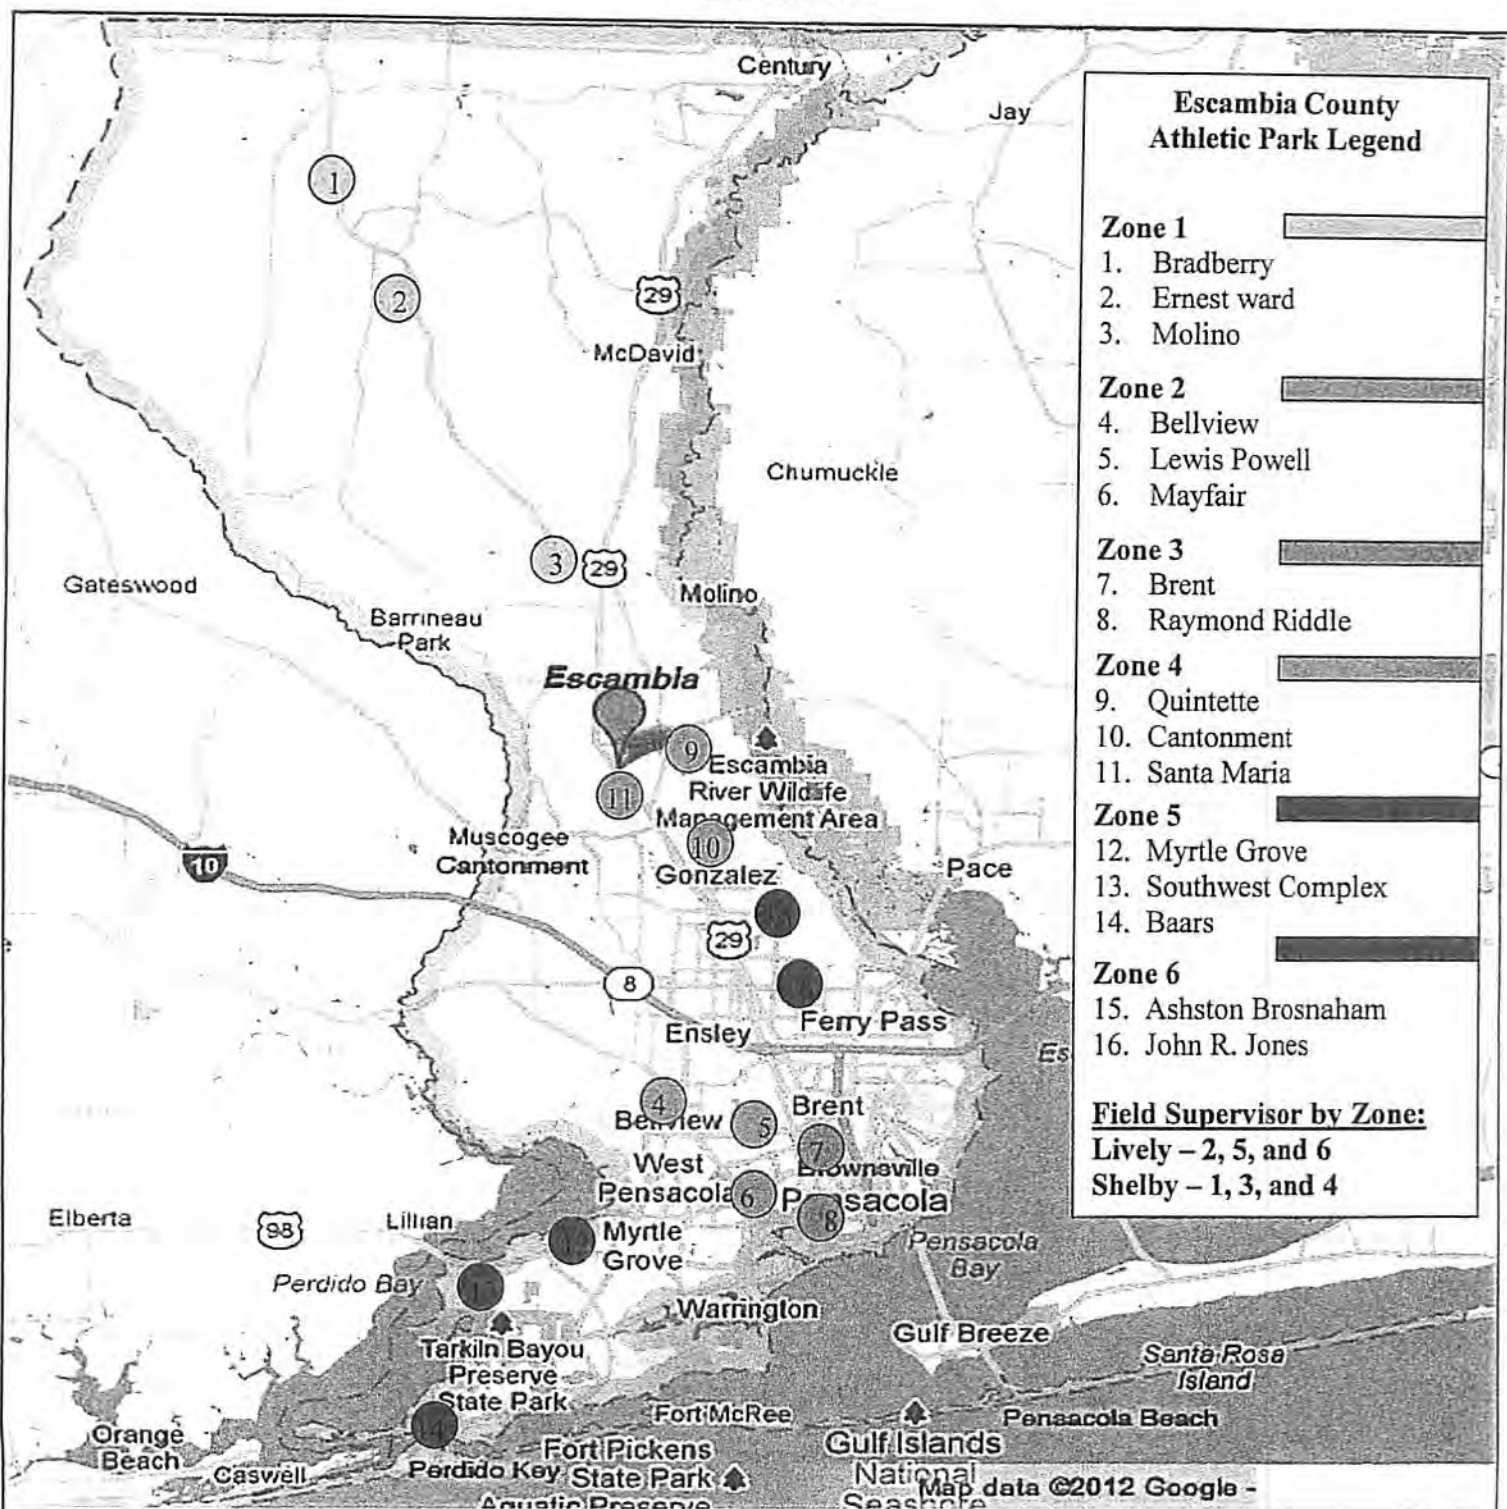 Century
Jay
1
2
29
McDavid
Chumuckle
3
29
Gateswood
Molino
Barrineau
Park
Escambia
9
Escambia
River Wildlife
Management Area
11
10
Muscogee
Cantonment
10
Gonzalez
Pace
29
8
Ferry Pass
Ensley
Es
4
Bellview
5
Brent
7
Brownsville
West
Pensacola
6
Pensacola
8
Elberta
98
Lillian
Myrtle
Grove
Pensacola
Bay
Perdido Bay
Warrington
Gulf Breeze
Tarkiln Bayou
Preserve
State Park
Santa Rosa
Island
14
Fort McRee
Pensacola Beach
Orange
Beach
Caswell
Perdido Key
Fort Pickens
State Park
Aquatic Preserve
Gulf Islands
National
Seashore
Map data ©2012 Google -
Escambia County
Athletic Park Legend
Zone 1
1. Bradberry
2. Ernest ward
3. Molino
Zone 2
4. Bellview
5. Lewis Powell
6. Mayfair
Zone 3
7. Brent
8. Raymond Riddle
Zone 4
9. Quintette
10. Cantonment
11. Santa Maria
Zone 5
12. Myrtle Grove
13. Southwest Complex
14. Baars
Zone 6
15. Ashston Brosnaham
16. John R. Jones
Field Supervisor by Zone:
Lively – 2, 5, and 6
Shelby – 1, 3, and 4